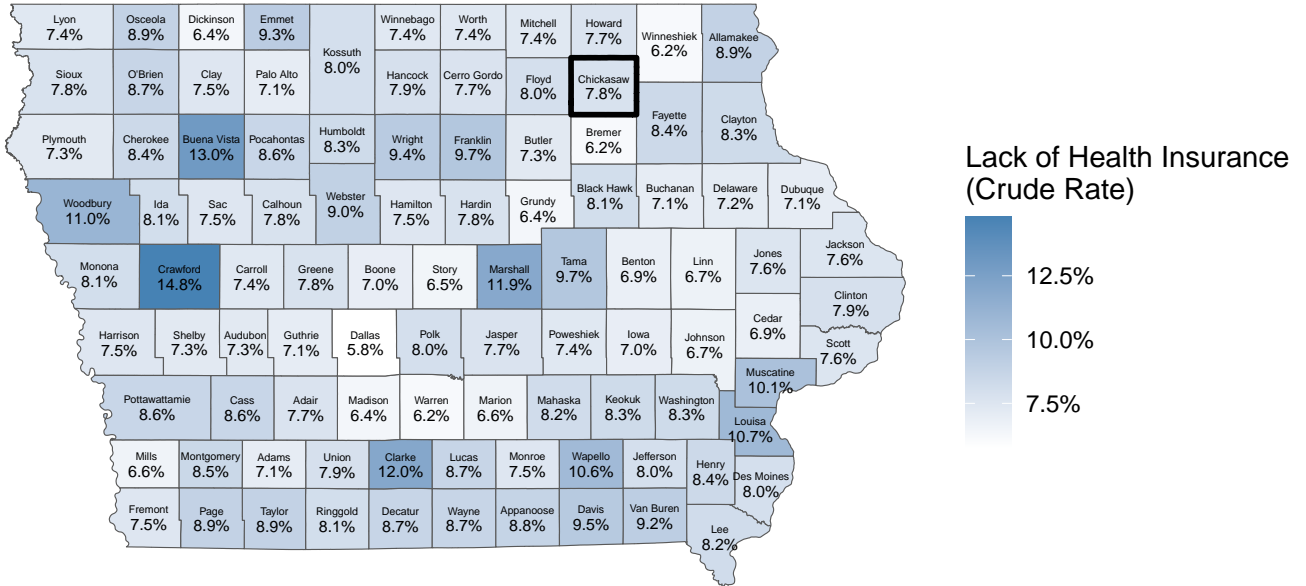 Lyon
7.4%
Osceola
8.9%
Dickinson
6.4%
Emmet
9.3%
Kossuth
8.0%
Winnebago
7.4%
Worth
7.4%
Mitchell
7.4%
Howard
7.7%
Winneshiek
6.2%
Allamakee
8.9%
Sioux
7.8%
O'Brien
8.7%
Clay
7.5%
Palo Alto
7.1%
Hancock
7.9%
Cerro Gordo
7.7%
Floyd
8.0%
Chickasaw
7.8%
Fayette
8.4%
Clayton
8.3%
Plymouth
7.3%
Cherokee
8.4%
Buena Vista
13.0%
Pocahontas
8.6%
Humboldt
8.3%
Wright
9.4%
Franklin
9.7%
Butler
7.3%
Bremer
6.2%
Woodbury
11.0%
Ida
8.1%
Sac
7.5%
Calhoun
7.8%
Webster
9.0%
Hamilton
7.5%
Hardin
7.8%
Grundy
6.4%
Black Hawk
8.1%
Buchanan
7.1%
Delaware
7.2%
Dubuque
7.1%
Monona
8.1%
Crawford
14.8%
Carroll
7.4%
Greene
7.8%
Boone
7.0%
Story
6.5%
Marshall
11.9%
Tama
9.7%
Benton
6.9%
Linn
6.7%
Jones
7.6%
Jackson
7.6%
Clinton
7.9%
Harrison
7.5%
Shelby
7.3%
Audubon
7.3%
Guthrie
7.1%
Dallas
5.8%
Polk
8.0%
Jasper
7.7%
Poweshiek
7.4%
Iowa
7.0%
Johnson
6.7%
Cedar
6.9%
Scott
7.6%
Muscatine
10.1%
Pottawattamie
8.6%
Cass
8.6%
Adair
7.7%
Madison
6.4%
Warren
6.2%
Marion
6.6%
Mahaska
8.2%
Keokuk
8.3%
Washington
8.3%
Louisa
10.7%
Mills
6.6%
Montgomery
8.5%
Adams
7.1%
Union
7.9%
Clarke
12.0%
Lucas
8.7%
Monroe
7.5%
Wapello
10.6%
Jefferson
8.0%
Henry
8.4%
Des Moines
8.0%
Fremont
7.5%
Page
8.9%
Taylor
8.9%
Ringgold
8.1%
Decatur
8.7%
Wayne
8.7%
Appanoose
8.8%
Davis
9.5%
Van Buren
9.2%
Lee
8.2%
Lack of Health Insurance
(Crude Rate)
12.5%
10.0%
7.5%